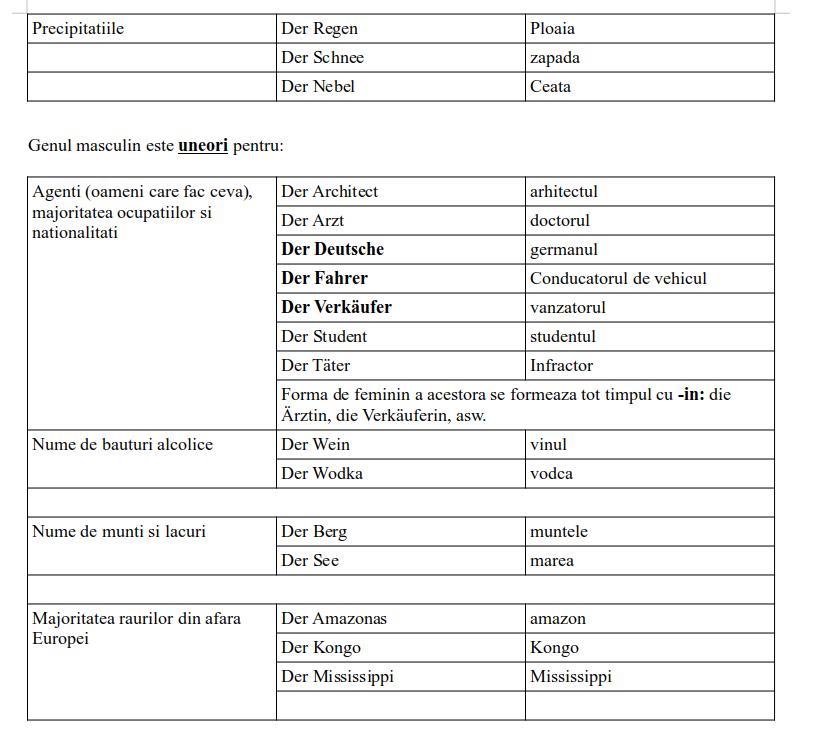 Precipitatiile Der Regen Ploaia
Der Schnee zapada
Der Nebel Ceata
Genul masculin este uneori pentru:
Agenti (oameni care fac ceva), Der Architect arhitectul
majoritatea ocupatiilor si Der Arzt doctorul
nationalitati
Der Deutsche germanul
Der Fahrer Conducatorul de vehicul
Der Verkäufer vanzatorul
Der Student studentul
Der Täter Infractor
Forma de feminin a acestora se formeaza tot timpul cu -in: die
Ärztin, die Verkäuferin, asw.
Nume de bauturi alcolice Der Wein vinul
Der Wodka vodca
Nume de munti si lacuri Der Berg muntele
Der See marea
Majoritatea raurilor din afara Der Amazonas amazon
Europei Der Kongo Kongo
Der Mississippi Mississippi